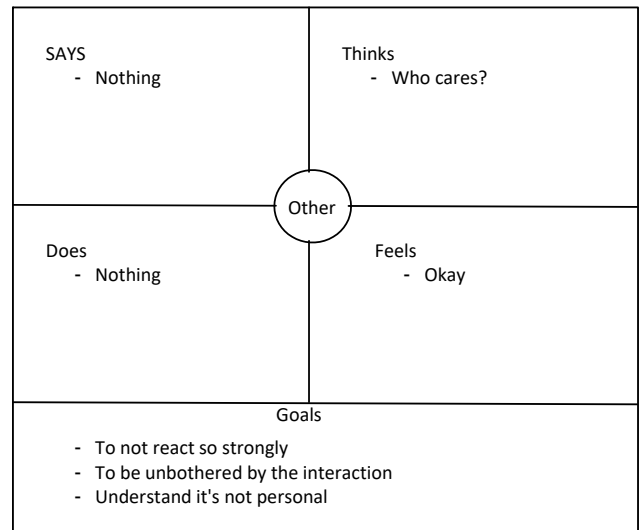 SAYS
- Nothing
Thinks
- Who cares?
Other
Does
- Nothing
Feels
- Okay
Goals
- To not react so strongly
- To be unbothered by the interaction
- Understand it's not personal